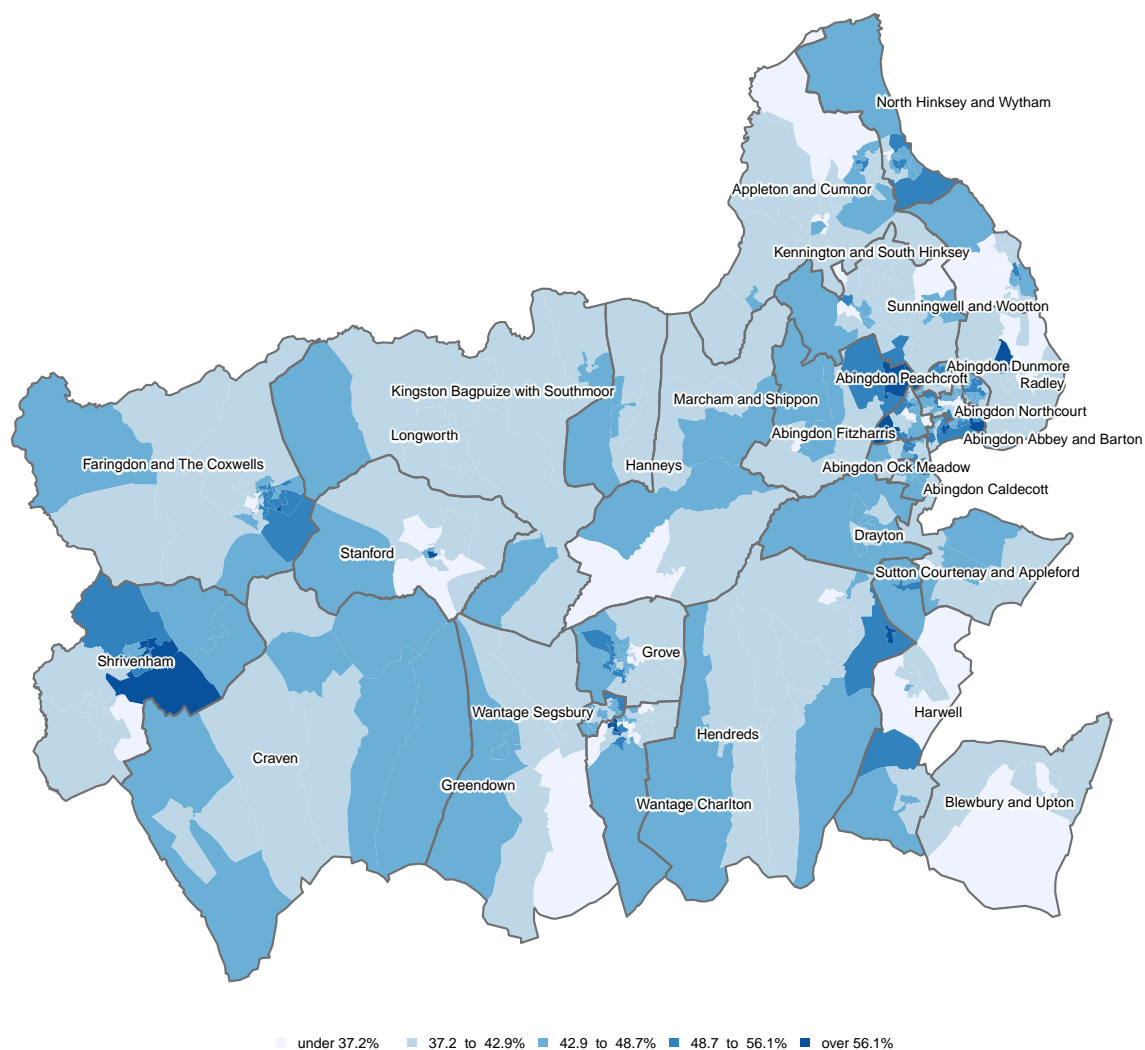 North Hinksey and Wytham
Appleton and Cumnor
Kennington and South Hinksey
Sunningwell and Wootton
Abingdon Dunmore
Abingdon Peachcroft
Radley
Kingston Bagpuize with Southmoor
Marcham and Shippon
Abingdon Northcourt
Longworth
Abingdon Fitzharris
Abingdon Abbey and Barton
Faringdon and The Coxwells
Hanneys
Abingdon Ock Meadow
Abingdon Caldecott
Drayton
Stanford
Sutton Courtenay and Appleford
Grove
Shrivenham
Wantage Segsbury
Harwell
Hendreds
Craven
Greendown
Wantage Charlton
Blewbury and Upton
under 37.2% 37.2 to 42.9% 42.9 to 48.7% 48.7 to 56.1% over 56.1%